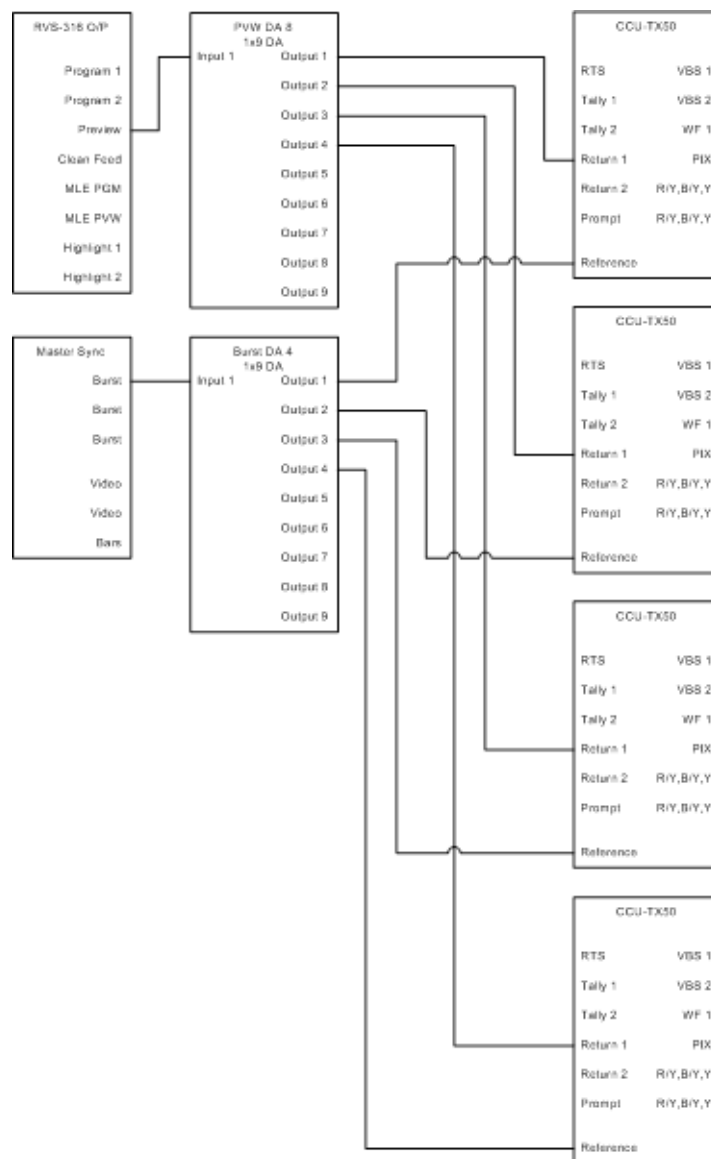 RVS-316 O/P
Program 1
Program 2
Preview
Clean Feed
MLE PGM
MLE PVW
Highlight 1
Highlight 2
PVW DA 8
1x9 DA
Input 1 Output 1
Output 2
Output 3
Output 4
Output 5
Output 6
Output 7
Output 8
Output 9
CCU-TX50
RTS VBS 1
Tally 1 VBS 2
Tally 2 WF 1
Return 1 PIX
Return 2 R/Y,B/Y,Y
Prompt R/Y,B/Y,Y
Reference
Master Sync
Burst
Burst
Burst
Video
Video
Bars
Burst DA 4
1x9 DA
Input 1 Output 1
Output 2
Output 3
Output 4
Output 5
Output 6
Output 7
Output 8
Output 9
CCU-TX50
RTS VBS 1
Tally 1 VBS 2
Tally 2 WF 1
Return 1 PIX
Return 2 R/Y,B/Y,Y
Prompt R/Y,B/Y,Y
Reference
CCU-TX50
RTS VBS 1
Tally 1 VBS 2
Tally 2 WF 1
Return 1 PIX
Return 2 R/Y,B/Y,Y
Prompt R/Y,B/Y,Y
Reference
CCU-TX50
RTS VBS 1
Tally 1 VBS 2
Tally 2 WF 1
Return 1 PIX
Return 2 R/Y,B/Y,Y
Prompt R/Y,B/Y,Y
Reference